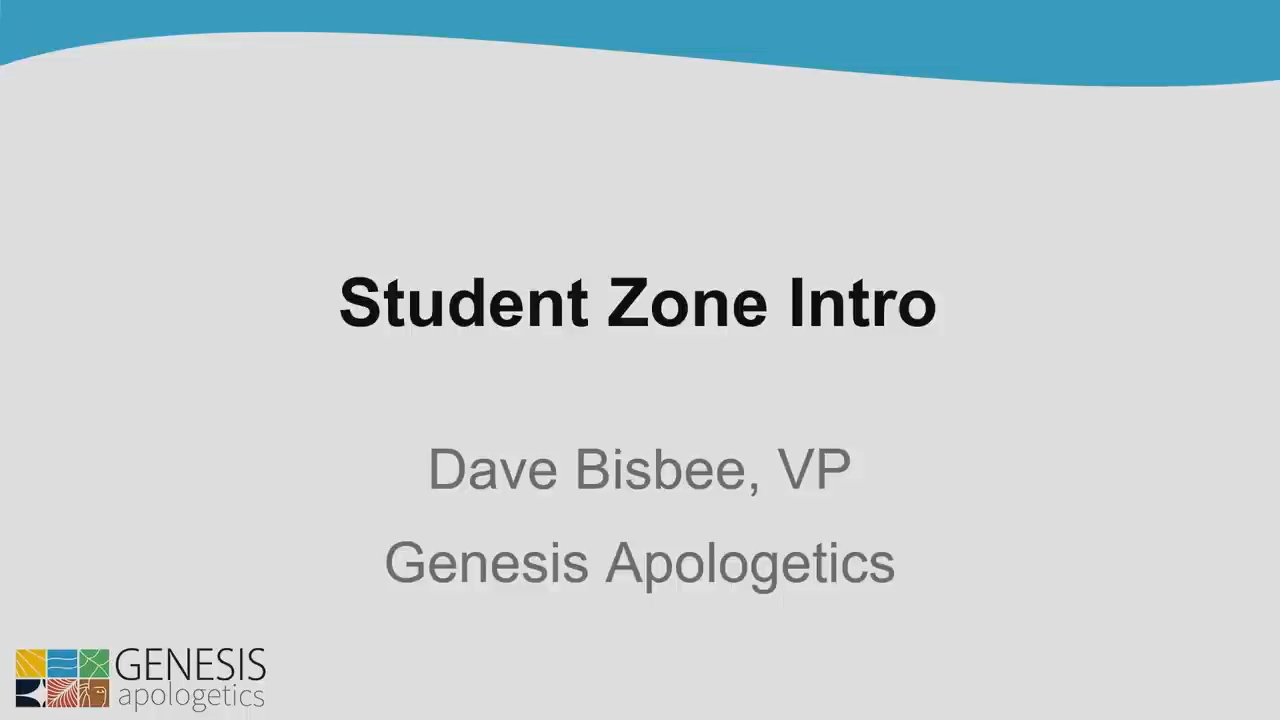 Student Zone Intro
Dave Bisbee, VP
Genesis Apologetics
GENESIS
apologetics